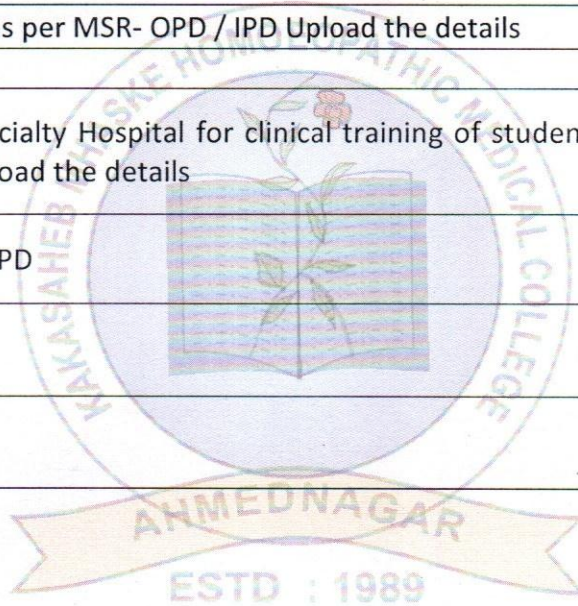 s per MSR- OPD / IPD Upload the details
cialty Hospital for clinical training of studen
oad the details
PD
KAKASAHEB MHASKE HOMOEOPATHIC MEDICAL COLLEGE
AHMEDNAGAR
ESTD : 1989